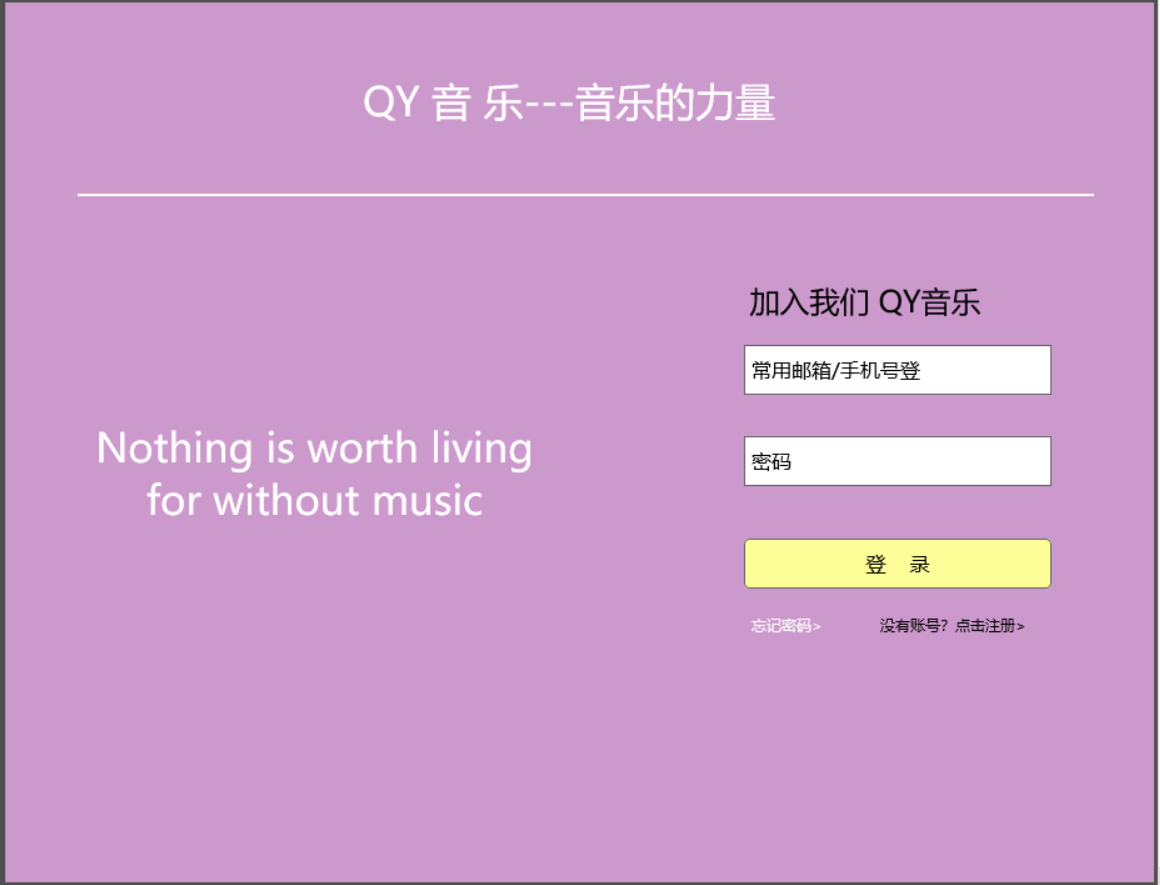 QY 音 乐---音乐的力量
加入我们 QY音乐
常用邮箱/手机号登
密码
Nothing is worth living
for without music
登 录
忘记密码>
没有账号？点击注册>